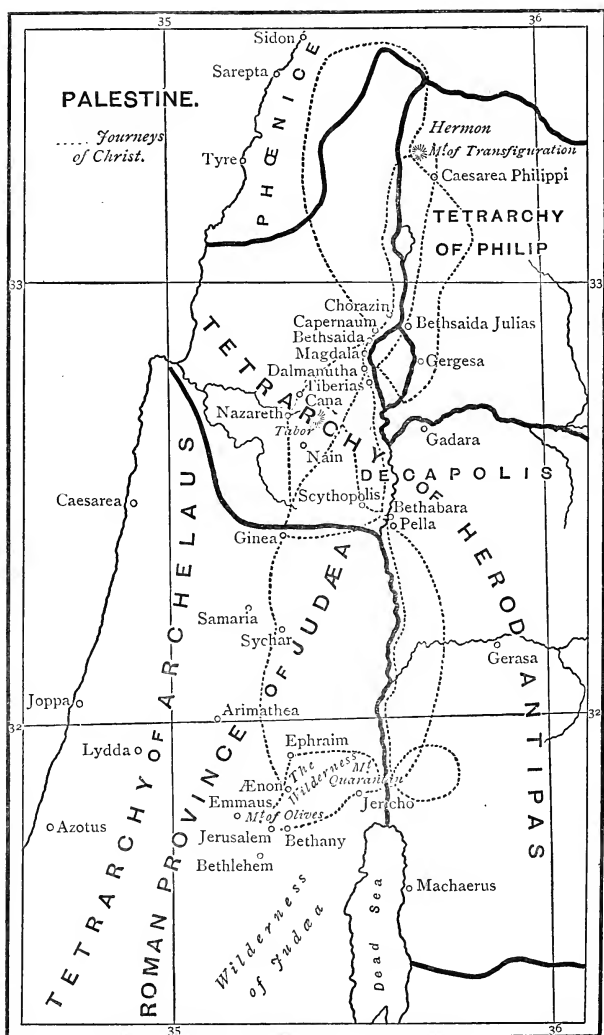 35
36
Sidon
Sarepta
PHŒNICE
PALESTINE.
..... Journeys
of Christ.
Tyre
Hermon
Mt. of Transfiguration
Caesarea Philippi
TETRARCHY
OF PHILIP
33
33
Chorazin
Capernaum
Bethsaida
Magdala
Dalmanutha
Tiberias
Cana
Nazareth
Tabor
Nain
Bethsaida Julias
Gergesa
Gadara
DECAPOLIS
TETRARCHY OF HEROD ANTIPAS
Scythopolis
Bethabara
Pella
Caesarea
Ginea
Samaria
Sychar
Gerasa
TETRARCHY OF ARCHELAUS
ROMAN PROVINCE OF JUDÆA
Joppa
Arimathea
32
32
Lydda
Ephraim
The Wilderness
Mt. Quarantin
Ænon
Emmaus
Mt. of Olives
Jericho
Azotus
Jerusalem
Bethany
Bethlehem
Machaerus
Wilderness
of Judæa
Dead Sea
35
36